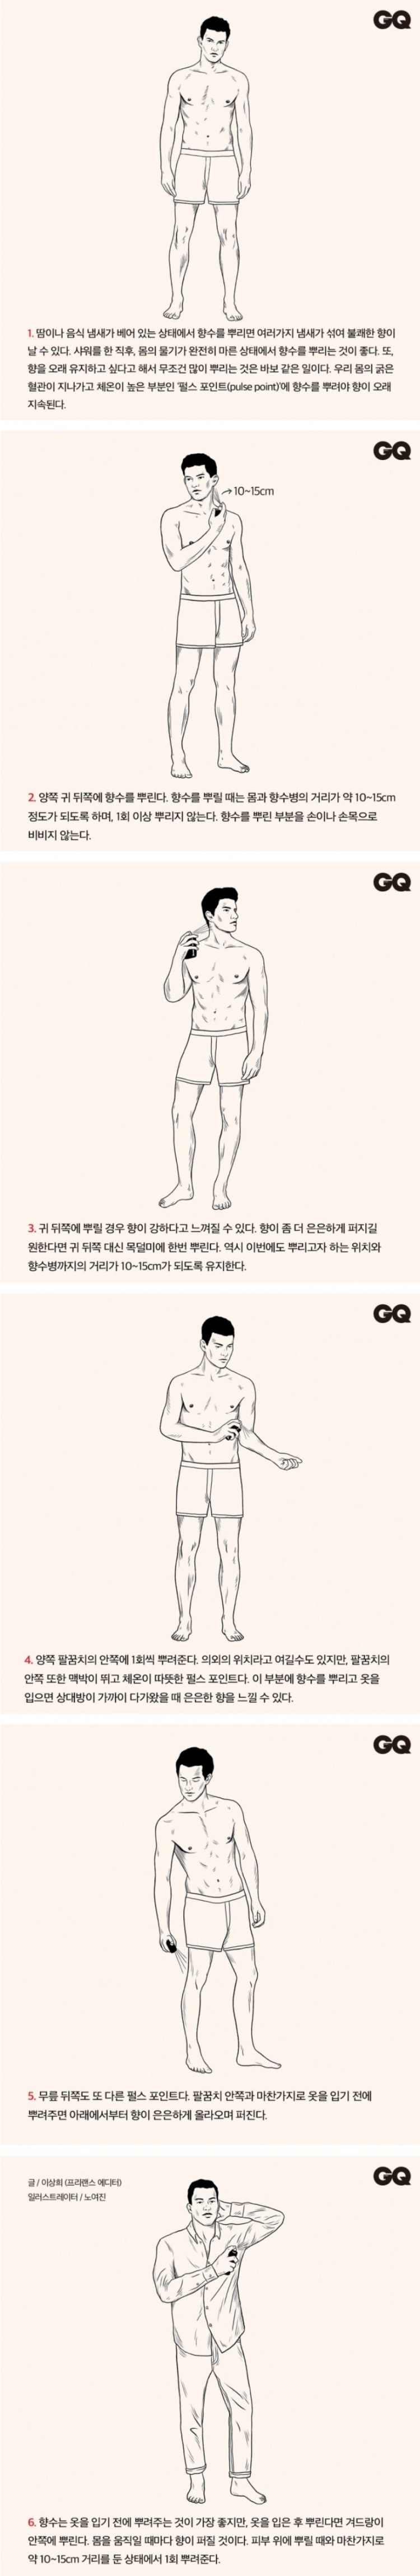 GQ
1. 땀이나 음식 냄새가 베어 있는 상태에서 향수를 뿌리면 여러가지 냄새가 섞여 불쾌한 향이
날 수 있다. 샤워를 한 직후, 몸의 물기가 완전히 마른 상태에서 향수를 뿌리는 것이 좋다. 또,
향을 오래 유지하고 싶다고 해서 무조건 많이 뿌리는 것은 바보 같은 일이다. 우리 몸의 굵은
혈관이 지나가고 체온이 높은 부분인 '펄스 포인트(pulse point)'에 향수를 뿌려야 향이 오래
지속된다.
GQ
10~15cm
2. 양쪽 귀 뒤쪽에 향수를 뿌린다. 향수를 뿌릴 때는 몸과 향수병의 거리가 약 10~15cm
정도가 되도록 하며, 1회 이상 뿌리지 않는다. 향수를 뿌린 부분을 손이나 손목으로
비비지 않는다.
GQ
3. 귀 뒤쪽에 뿌릴 경우 향이 강하다고 느껴질 수 있다. 향이 좀 더 은은하게 퍼지길
원한다면 귀 뒤쪽 대신 목덜미에 한번 뿌린다. 역시 이번에도 뿌리고자 하는 위치와
향수병까지의 거리가 10~15cm가 되도록 유지한다.
GQ
4. 양쪽 팔꿈치의 안쪽에 1회씩 뿌려준다. 의외의 위치라고 여길수도 있지만, 팔꿈치의
안쪽 또한 맥박이 뛰고 체온이 따뜻한 펄스 포인트다. 이 부분에 향수를 뿌리고 옷을
입으면 상대방이 가까이 다가왔을 때 은은한 향을 느낄 수 있다.
GQ
5. 무릎 뒤쪽도 또 다른 펄스 포인트다. 팔꿈치 안쪽과 마찬가지로 옷을 입기 전에
뿌려주면 아래에서부터 향이 은은하게 올라오며 퍼진다.
GQ
글 / 이상희 (프리랜스 에디터)
일러스트레이터 / 노여진
6. 향수는 옷을 입기 전에 뿌려주는 것이 가장 좋지만, 옷을 입은 후 뿌린다면 겨드랑이
안쪽에 뿌린다. 몸을 움직일 때마다 향이 퍼질 것이다. 피부 위에 뿌릴 때와 마찬가지로
약 10~15cm 거리를 둔 상태에서 1회 뿌려준다.